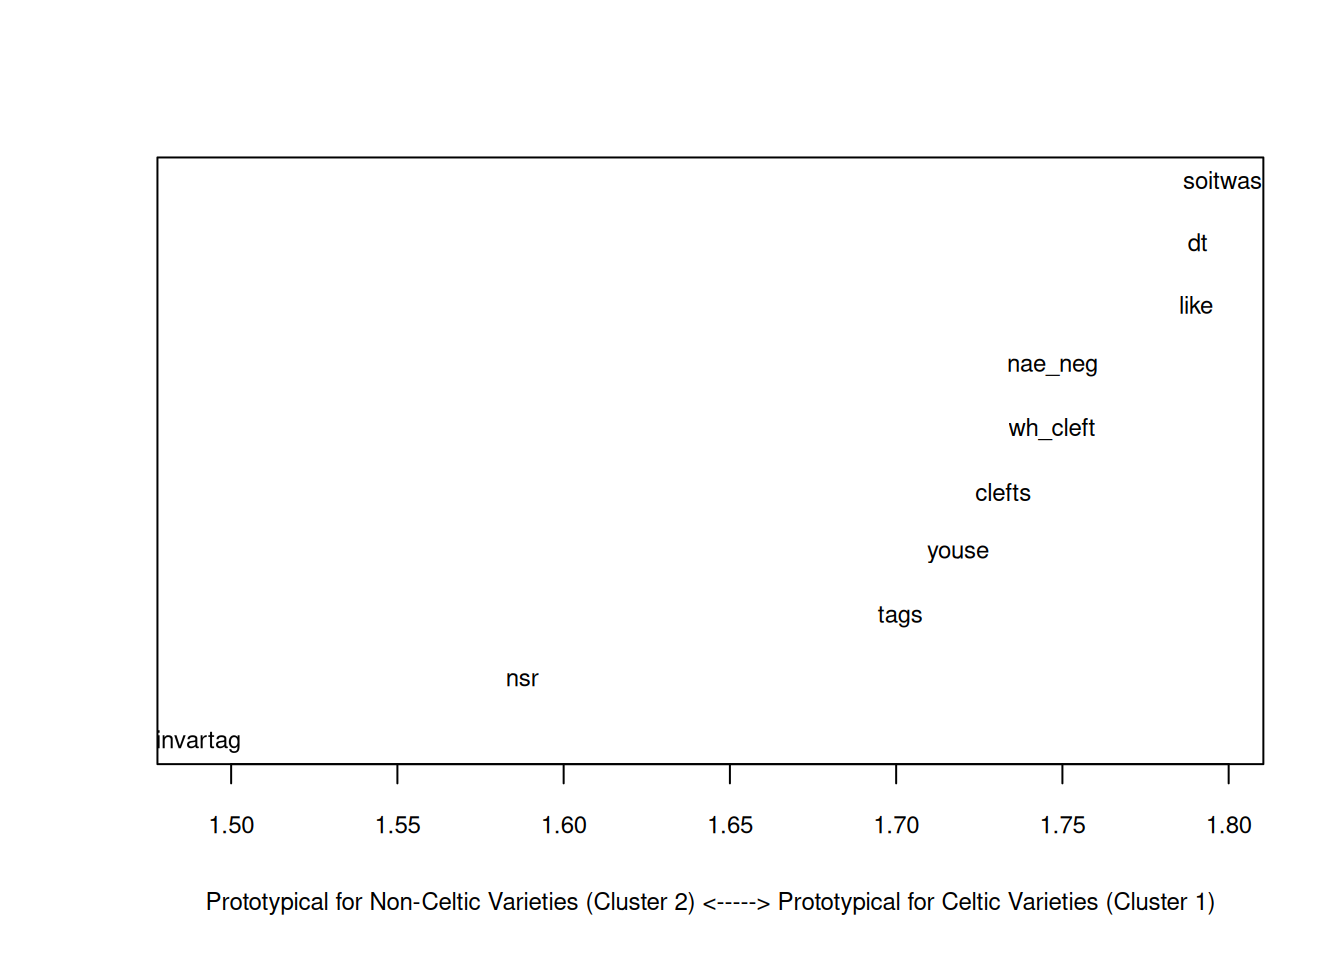 soitwas
dt
like
nae_neg
wh_cleft
clefts
youse
tags
nsr
invartag
1.50 1.55 1.60 1.65 1.70 1.75 1.80
Prototypical for Non-Celtic Varieties (Cluster 2) <-----> Prototypical for Celtic Varieties (Cluster 1)